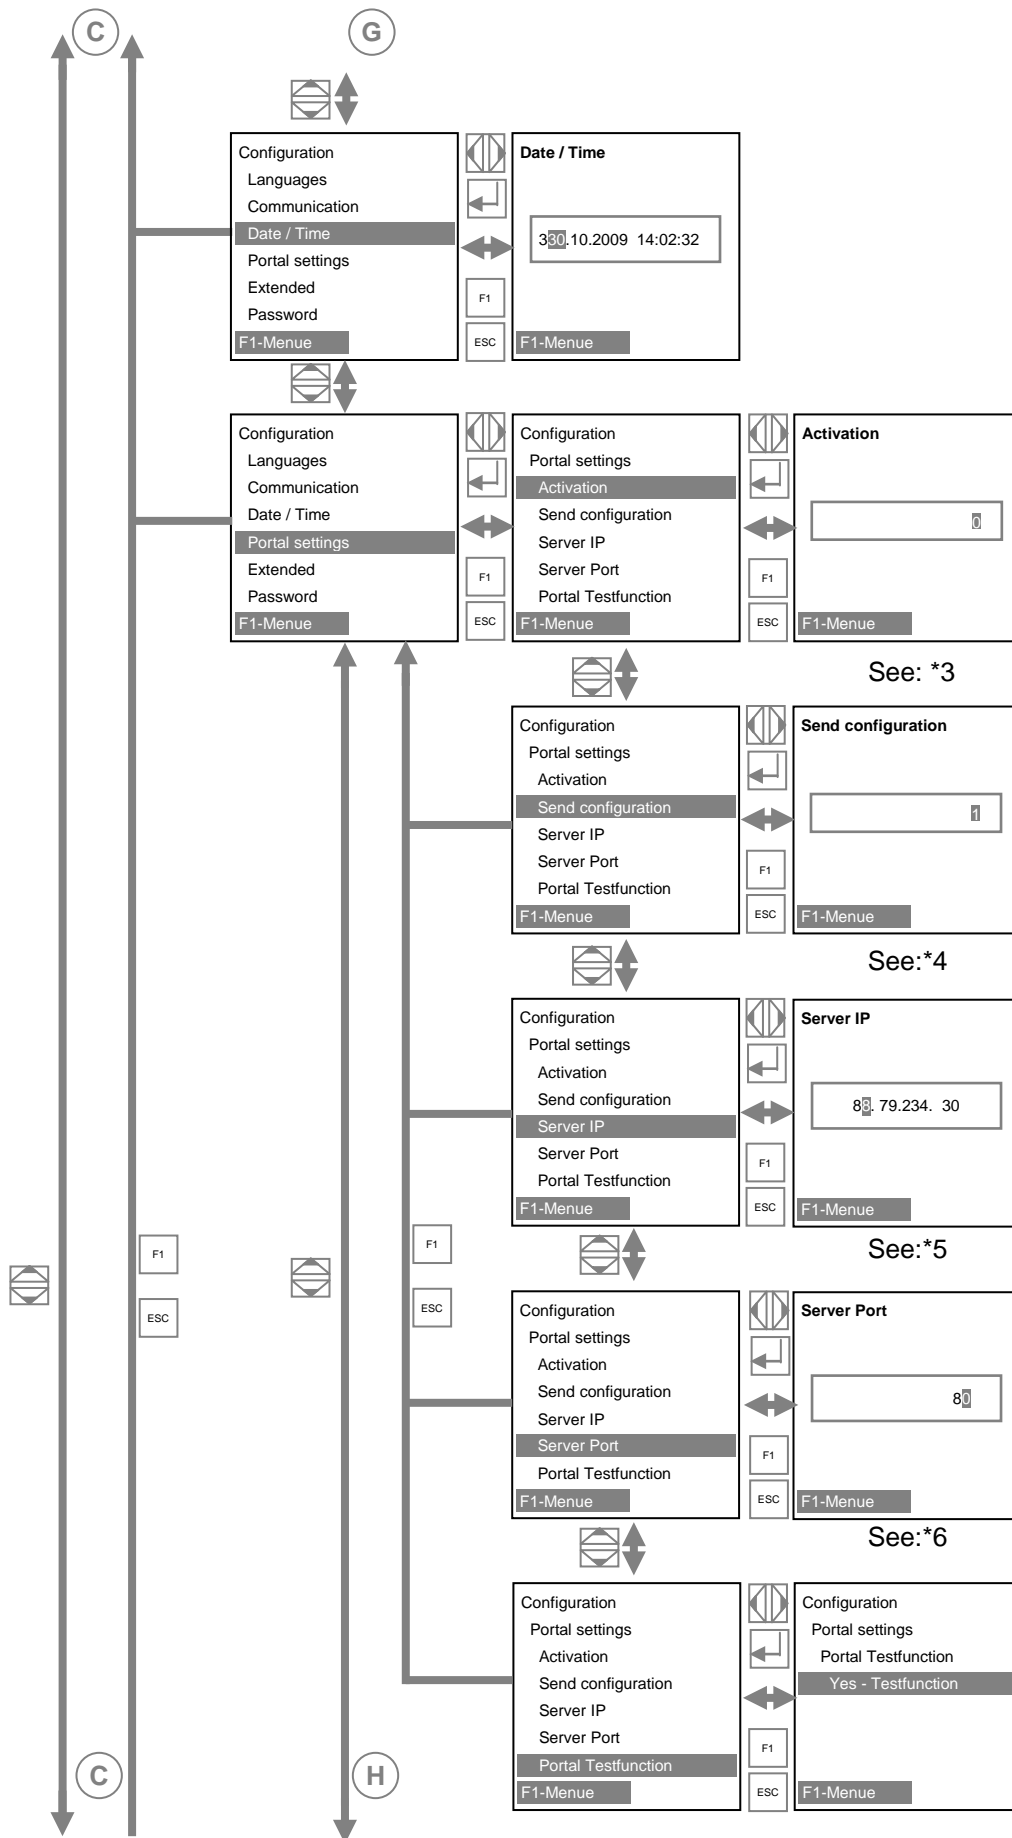 C
G
Configuration
Languages
Communication
Date / Time
Portal settings
Extended
Password
F1-Menue
F1
ESC
Date / Time
330.10.2009 14:02:32
F1-Menue
Configuration
Languages
Communication
Date / Time
Portal settings
Extended
Password
F1-Menue
F1
ESC
Configuration
Portal settings
Activation
Send configuration
Server IP
Server Port
Portal Testfunction
F1-Menue
F1
ESC
Activation
0
F1-Menue
See: *3
Configuration
Portal settings
Activation
Send configuration
Server IP
Server Port
Portal Testfunction
F1-Menue
F1
ESC
Send configuration
1
F1-Menue
See:*4
Configuration
Portal settings
Activation
Send configuration
Server IP
Server Port
Portal Testfunction
F1-Menue
F1
ESC
Server IP
88. 79.234. 30
F1-Menue
See:*5
F1
ESC
F1
ESC
Configuration
Portal settings
Activation
Send configuration
Server IP
Server Port
Portal Testfunction
F1-Menue
F1
ESC
Server Port
80
F1-Menue
See:*6
Configuration
Portal settings
Activation
Send configuration
Server IP
Server Port
Portal Testfunction
F1-Menue
F1
ESC
Configuration
Portal settings
Portal Testfunction
Yes - Testfunction
F1-Menue
C
H